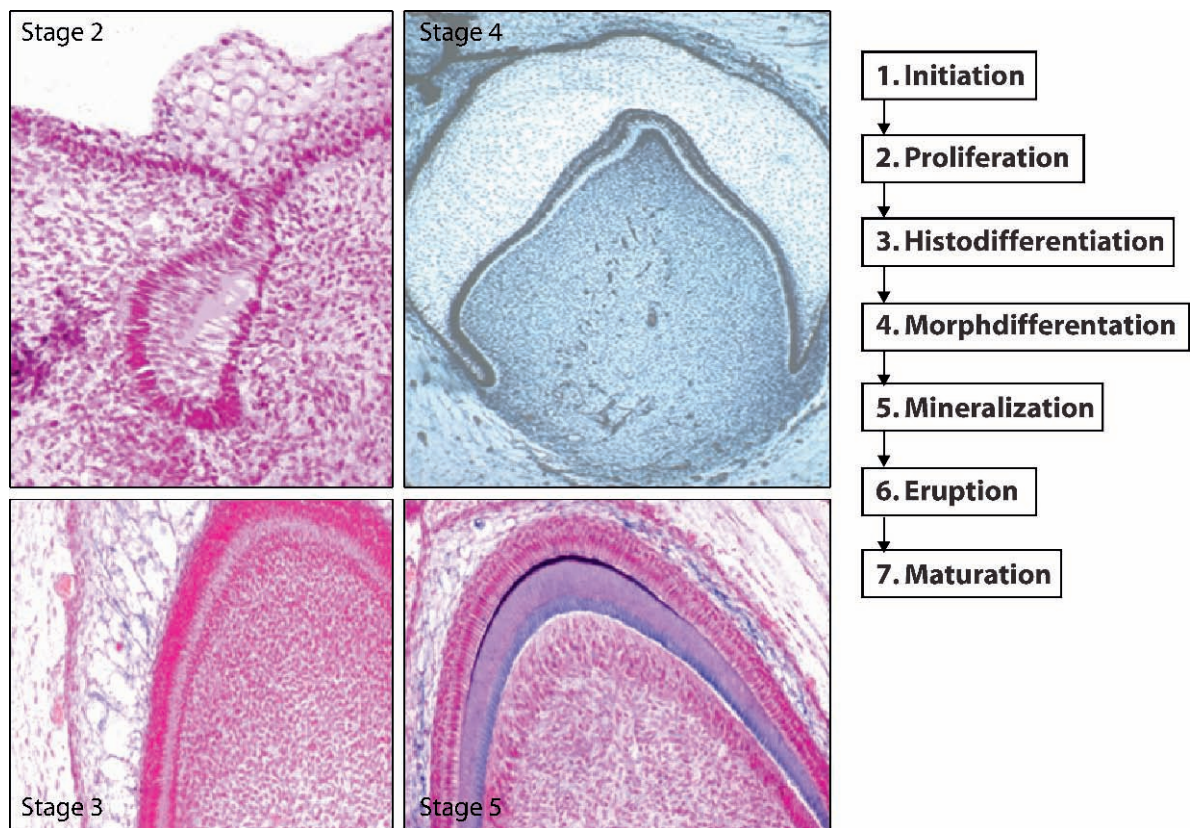 Stage 2
Stage 4
Stage 3
Stage 5
1. Initiation
2. Proliferation
3. Histodifferentiation
4. Morphdifferentation
5. Mineralization
6. Eruption
7. Maturation